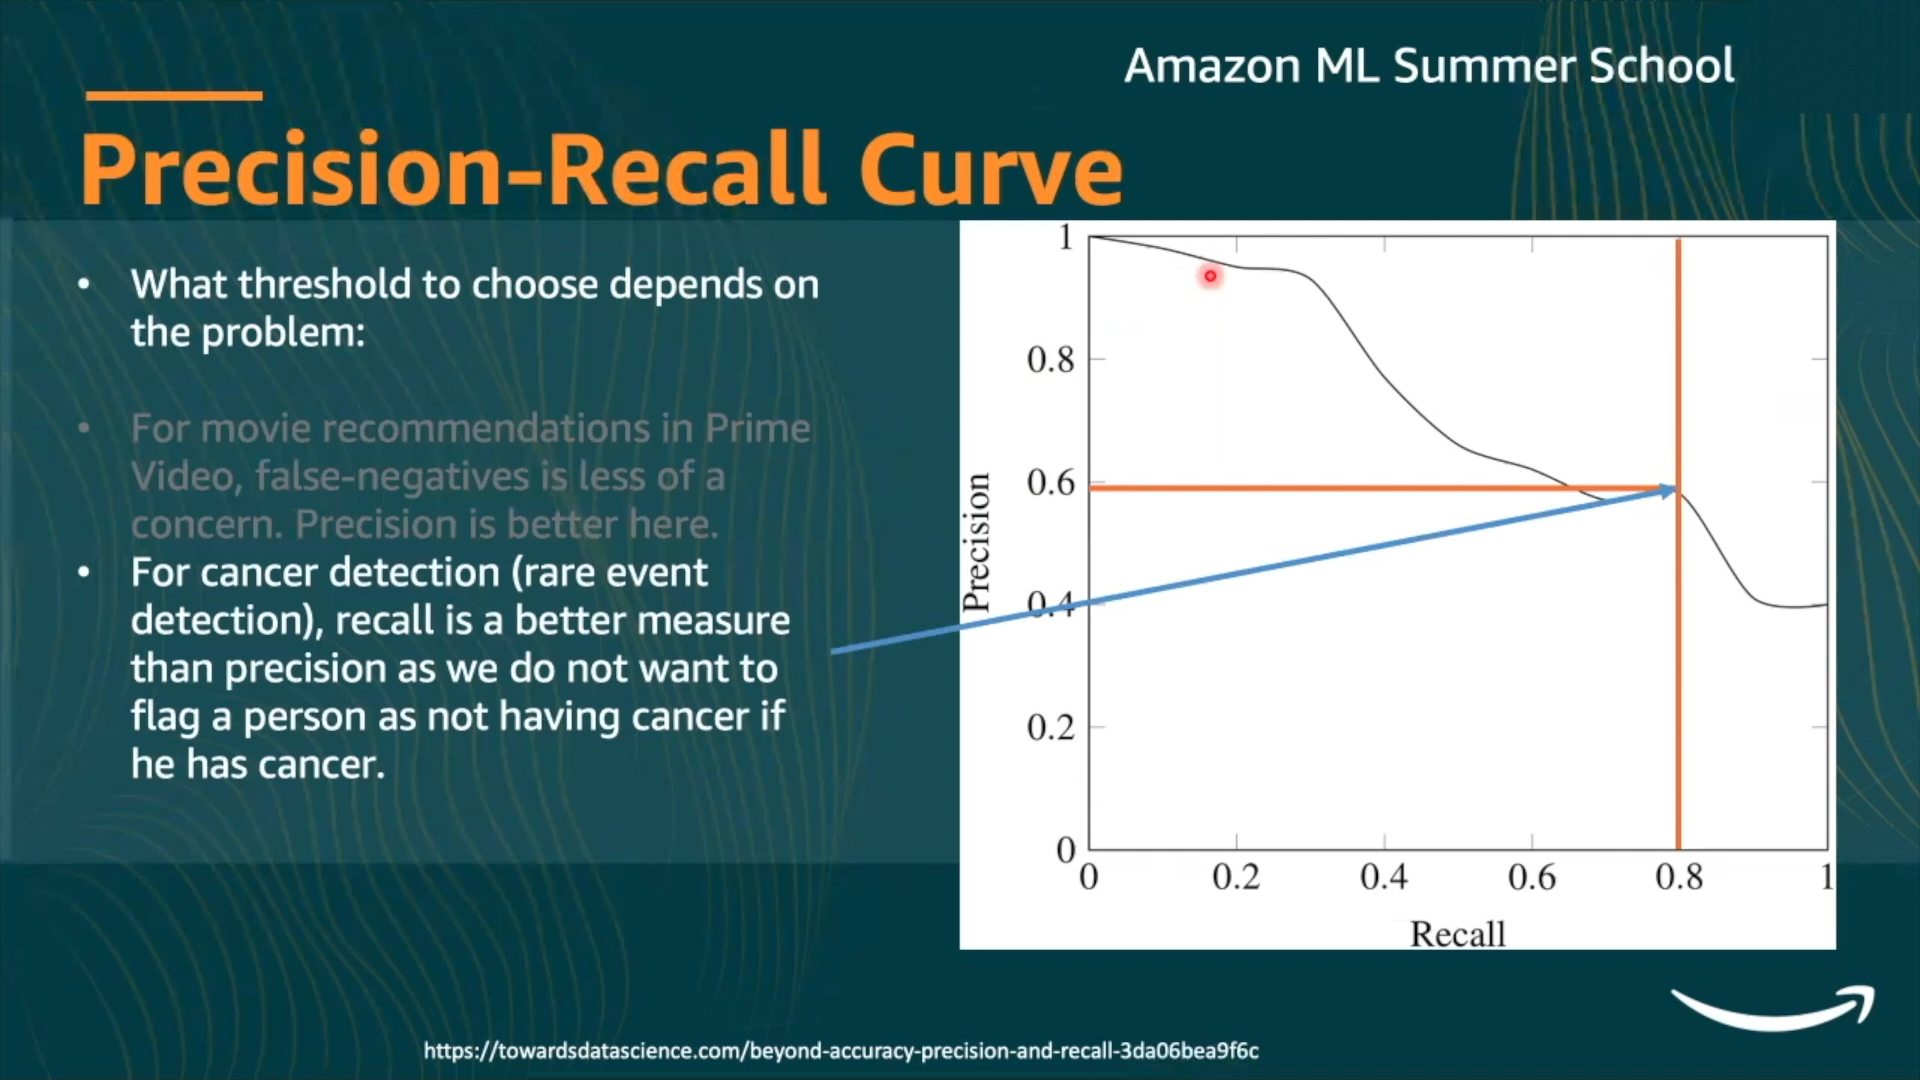 Amazon ML Summer School
Precision-Recall Curve
• What threshold to choose depends on
the problem:
• For movie recommendations in Prime
Video, false-negatives is less of a
concern. Precision is better here.
• For cancer detection (rare event
detection), recall is a better measure
than precision as we do not want to
flag a person as not having cancer if
he has cancer.
1
0.8
0.6
0.4
0.2
0
Precision
0 0.2 0.4 0.6 0.8 1
Recall
https://towardsdatascience.com/beyond-accuracy-precision-and-recall-3da06bea9f6c